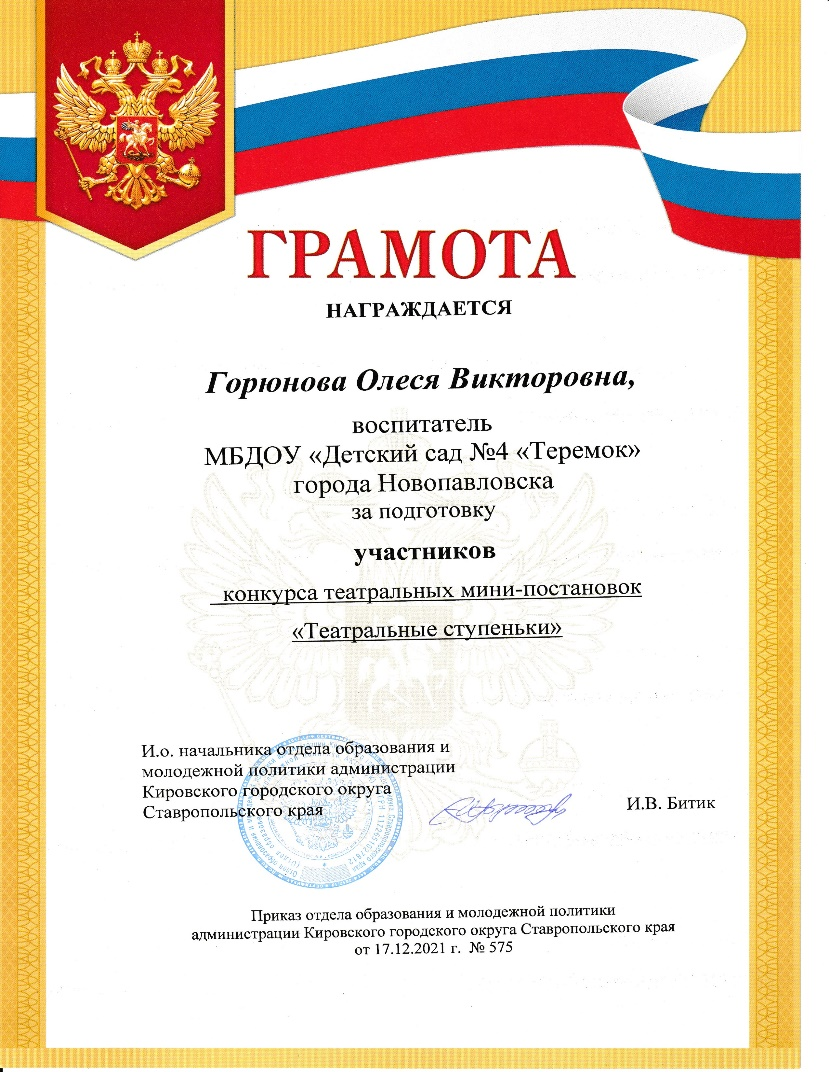 ГРАМОТА
НАГРАЖДАЕТСЯ
Горюнова Олеся Викторовна,
воспитатель
МБДОУ «Детский сад №4 «Теремок»
города Новопавловска
за подготовку
участников
конкурса театральных мини-постановок
«Театральные ступеньки»
И.о. начальника отдела образования и
молодежной политики администрации
Кировского городского округа
Ставропольского края
И.В. Битик
Приказ отдела образования и молодежной политики
администрации Кировского городского округа Ставропольского края
от 17.12.2021 г. № 575